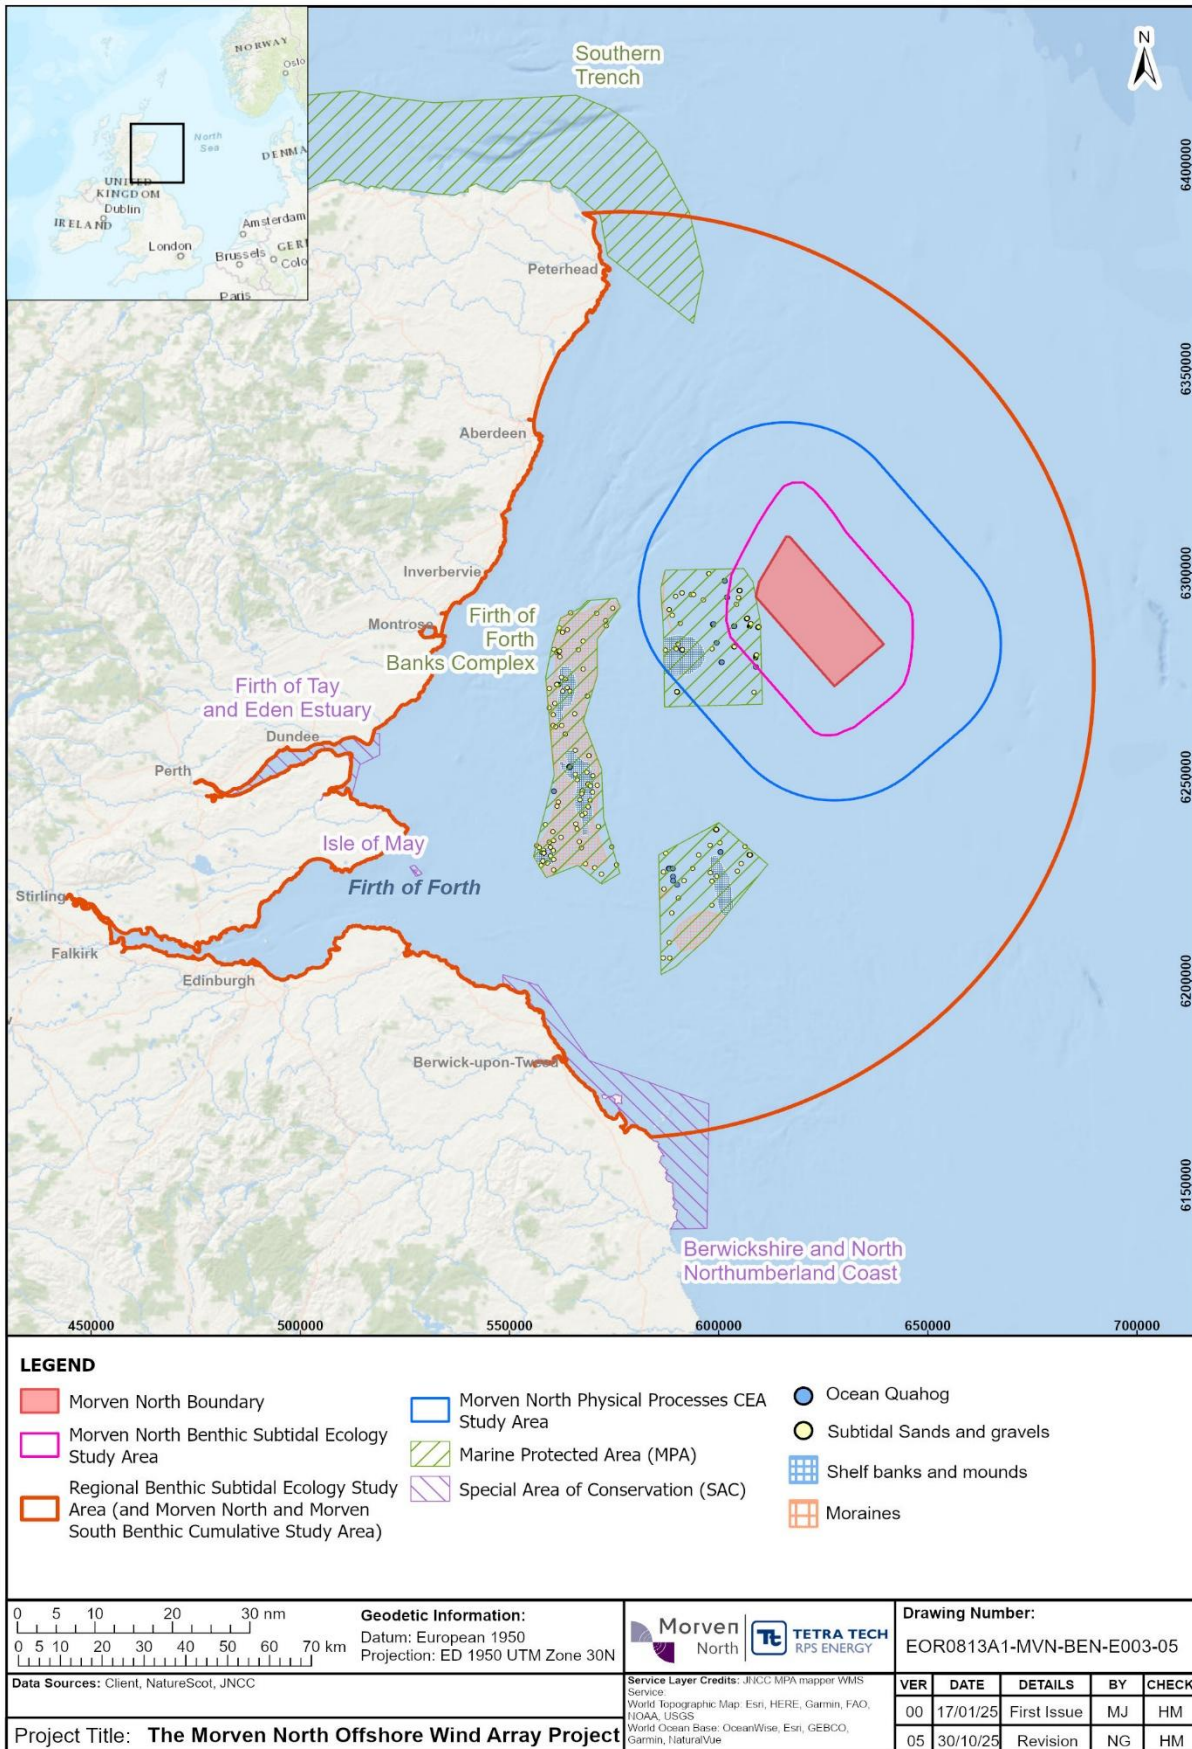 NORWAY
Oslo
North
Sea
DENMA
UNITED
KINGDOM
Dublin
IRELAND
Amsterdam
London
GER
Brussels
Colo
Paris
Southern
Trench
N
6400000
Peterhead
6350000
Aberdeen
Inverbervie
6300000
Montrose
Firth of
Forth
Banks Complex
Firth of Tay
and Eden Estuary
Dundee
Perth
6250000
Isle of May
Firth of Forth
Stirling
Falkirk
Edinburgh
6200000
Berwick-upon-Tweed
6150000
Berwickshire and North
Northumberland Coast
450000 500000 550000 600000 650000 700000
LEGEND
Morven North Boundary
Morven North Benthic Subtidal Ecology
Study Area
Regional Benthic Subtidal Ecology Study
Area (and Morven North and Morven
South Benthic Cumulative Study Area)
Morven North Physical Processes CEA
Study Area
Marine Protected Area (MPA)
Special Area of Conservation (SAC)
Ocean Quahog
Subtidal Sands and gravels
Shelf banks and mounds
Moraines
0 5 10 20 30 nm
0 5 10 20 30 40 50 60 70 km
Geodetic Information:
Datum: European 1950
Projection: ED 1950 UTM Zone 30N
Morven
North
Tt TETRA TECH
RPS ENERGY
Drawing Number:
EOR0813A1-MVN-BEN-E003-05
Data Sources: Client, NatureScot, JNCC
Service Layer Credits: JNCC MPA mapper WMS
Service:
World Topographic Map: Esri, HERE, Garmin, FAO,
NOAA, USGS
World Ocean Base: OceanWise, Esri, GEBCO,
Garmin, NaturalVue
VER DATE DETAILS BY CHECK
00 17/01/25 First Issue MJ HM
05 30/10/25 Revision NG HM
Project Title: The Morven North Offshore Wind Array Project